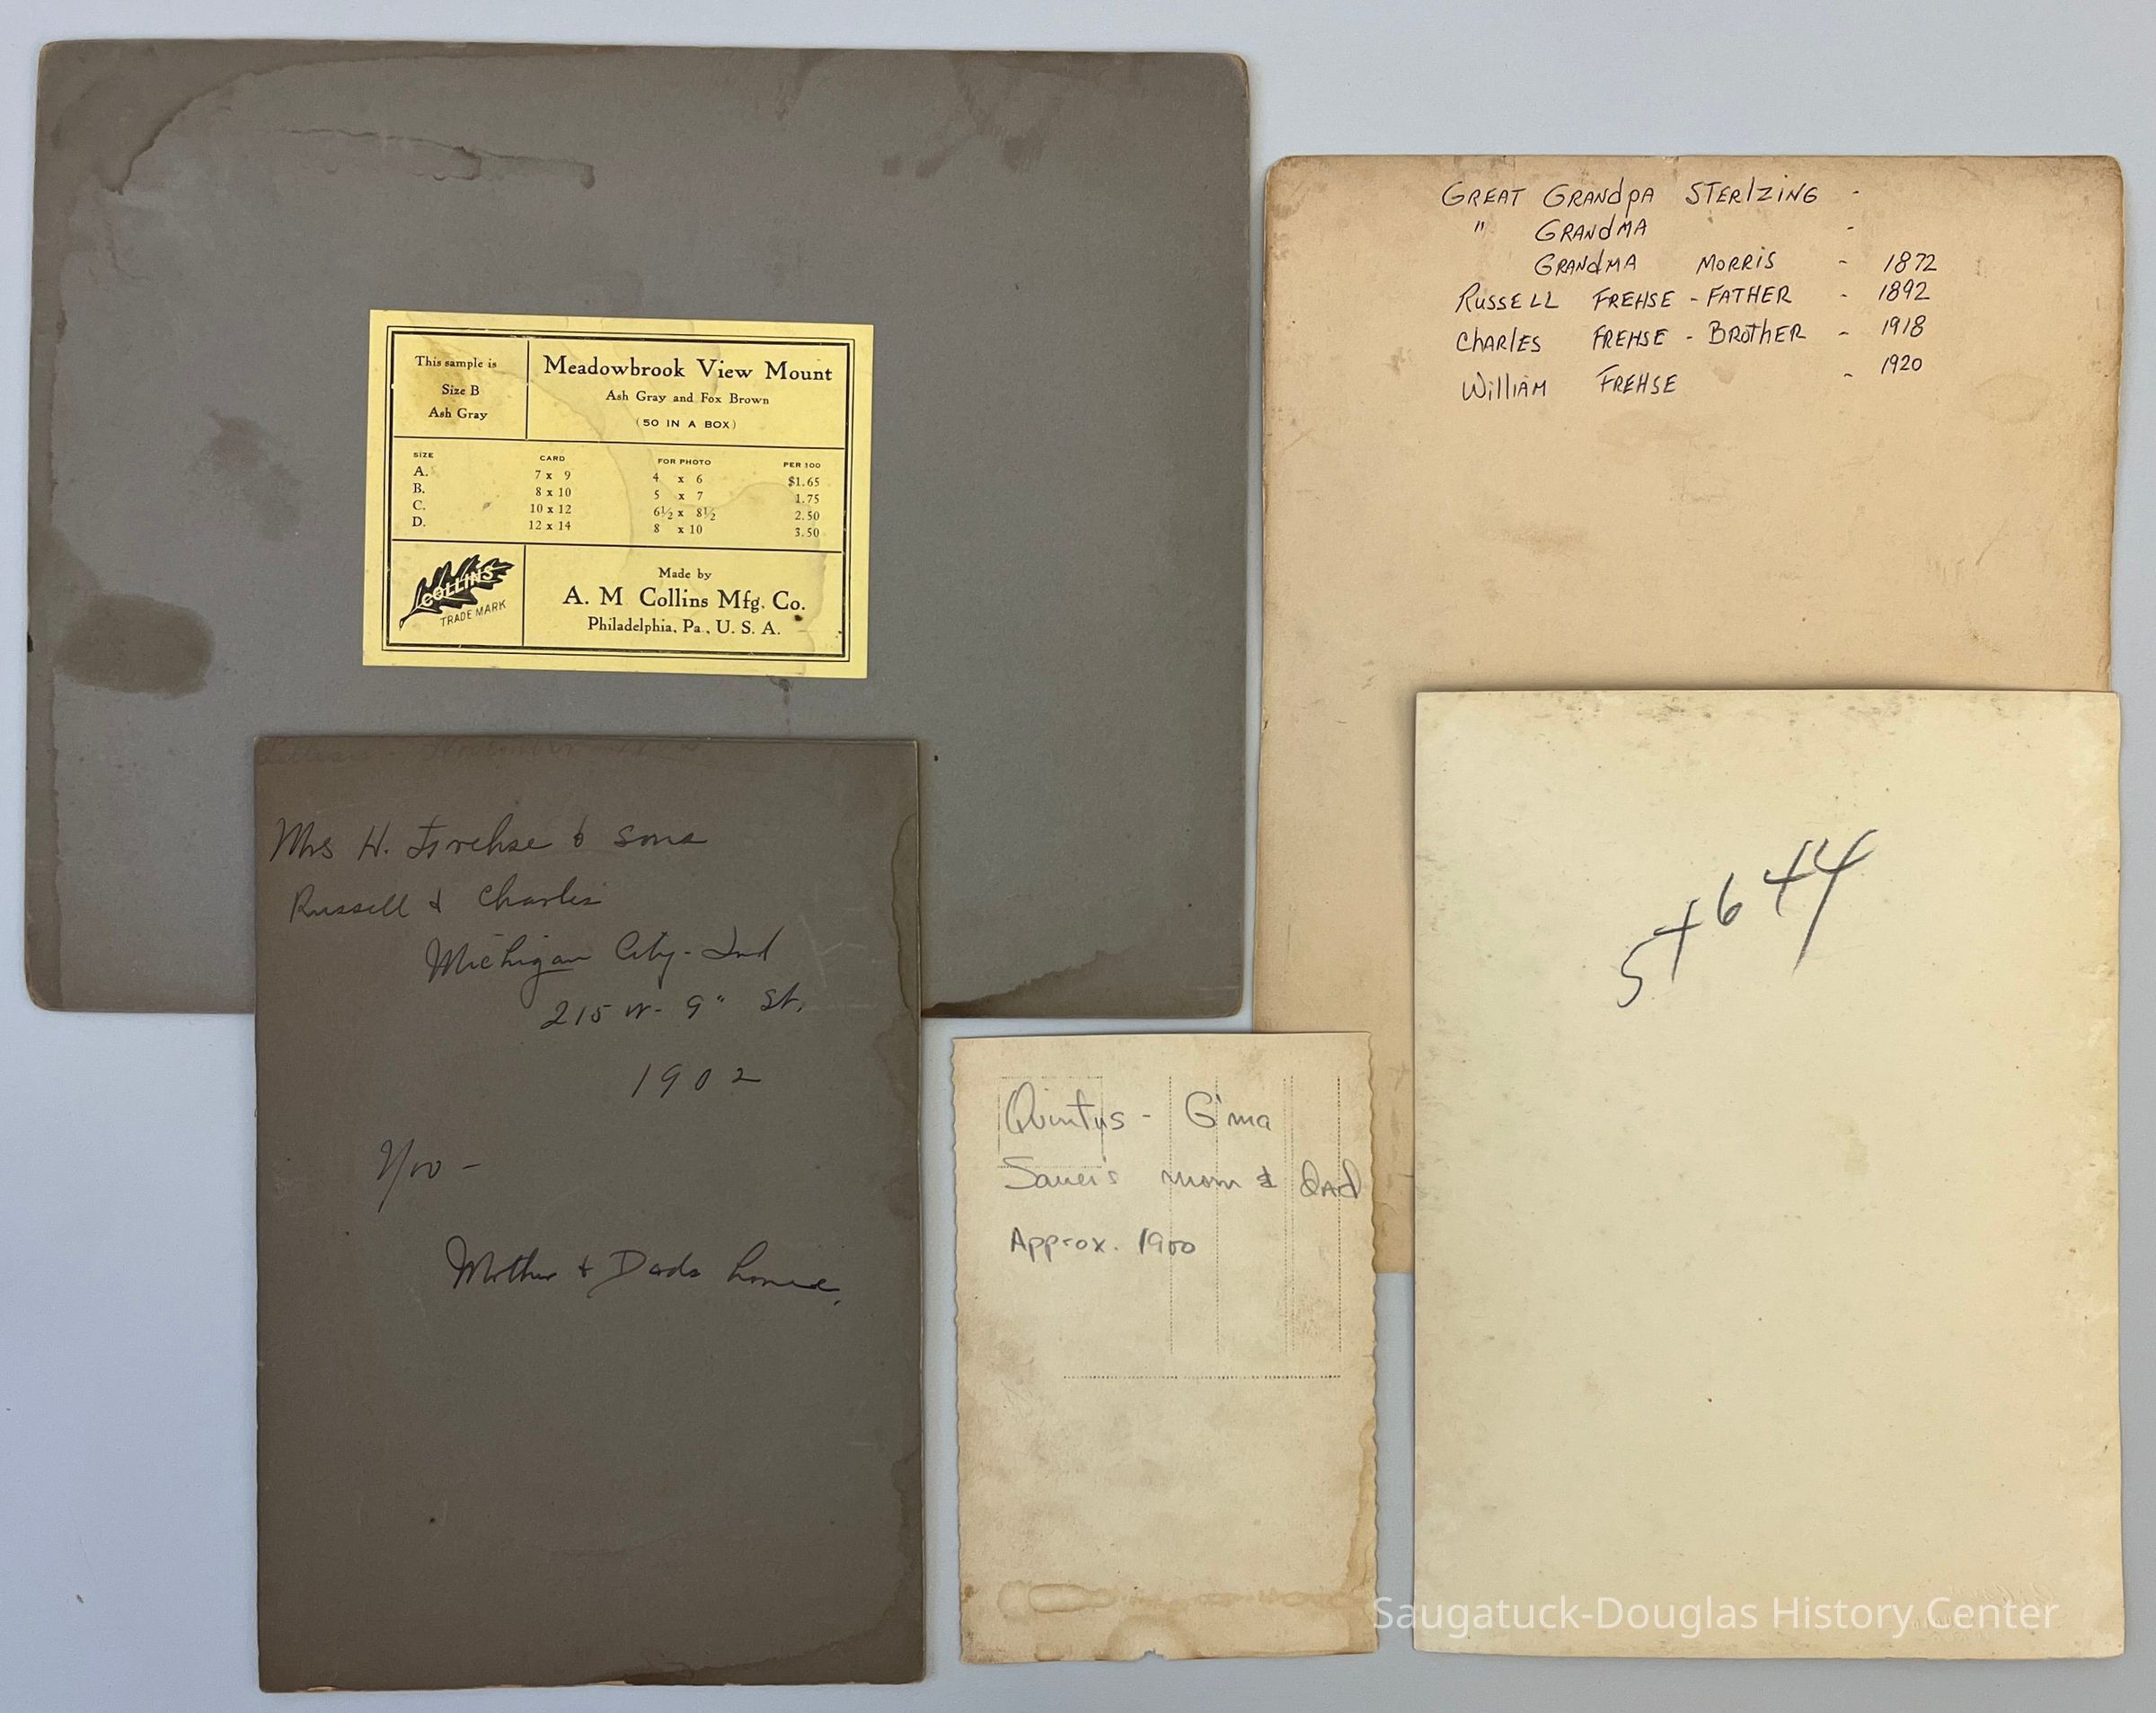 This sample is
Size B
Ash Gray
Meadowbrook View Mount
Ash Gray and Fox Brown
(50 IN A BOX)
SIZE CARD FOR PHOTO PER 100
A. 7 x 9 4 x 6 $1.65
B. 8 x 10 5 x 7 1.75
C. 10 x 12 6½ x 8½ 2.50
D. 12 x 14 8 x 10 3.50
COLLINS
TRADE MARK
Made by
A. M Collins Mfg. Co.
Philadelphia, Pa., U. S. A.
GREAT GRANdPA STERIZING -
" GRANdMA -
GRANdMA MORRIS - 1872
RUSSELL FREHSE - FATHER - 1892
CHARLES FREHSE - BROTHER - 1918
WilliAM FREHSE - 1920
Mrs H. Frehse & sons
Russell & Charles
Michigan City - Ind
215 W - 9" St.
1902
Mother & Dads home.
Quintus - G'ma
mom & dad
Approx. 1900
Saugatuck-Douglas History Center